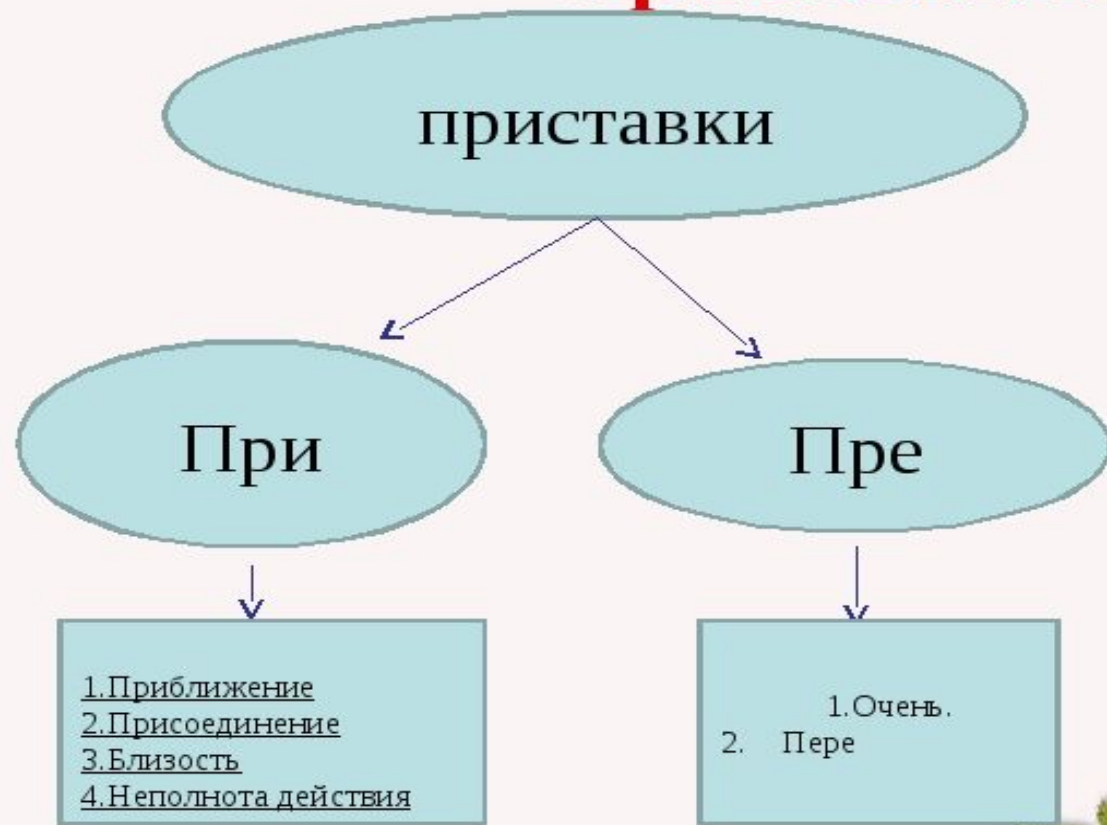 приставки
При
Пре
1.Приближение
2.Присоединение
3.Близость
4.Неполнота действия
1.Очень.
2. Пере